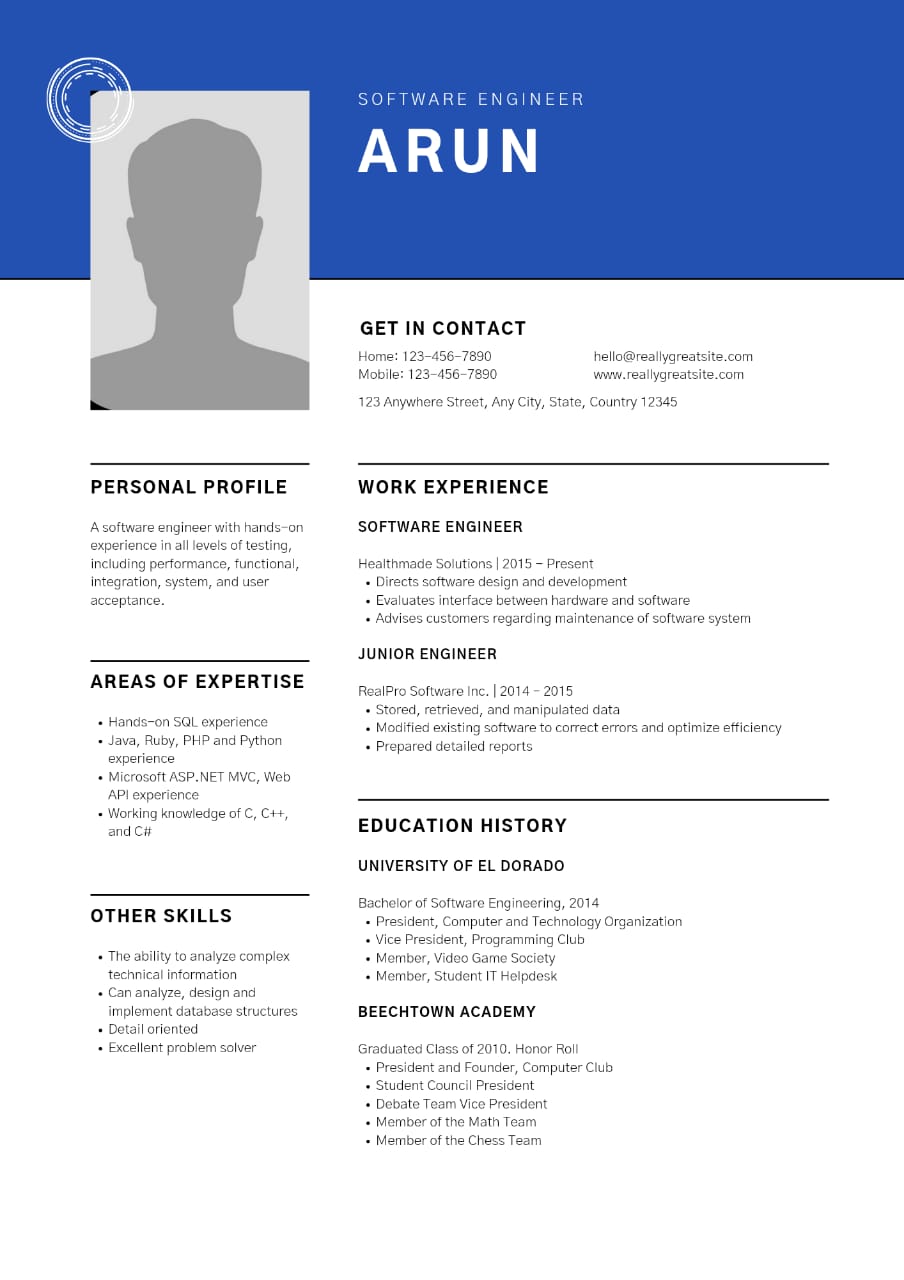 SOFTWARE ENGINEER
ARUN
GET IN CONTACT
Home: 123-456-7890
Mobile: 123-456-7890
hello@reallygreatsite.com
www.reallygreatsite.com
123 Anywhere Street, Any City, State, Country 12345
PERSONAL PROFILE
A software engineer with hands-on
experience in all levels of testing,
including performance, functional,
integration, system, and user
acceptance.
AREAS OF EXPERTISE
• Hands-on SQL experience
• Java, Ruby, PHP and Python
experience
• Microsoft ASP.NET MVC, Web
API experience
• Working knowledge of C, C++,
and C#
OTHER SKILLS
• The ability to analyze complex
technical information
• Can analyze, design and
implement database structures
• Detail oriented
• Excellent problem solver
WORK EXPERIENCE
SOFTWARE ENGINEER
Healthmade Solutions | 2015 - Present
• Directs software design and development
• Evaluates interface between hardware and software
• Advises customers regarding maintenance of software system
JUNIOR ENGINEER
RealPro Software Inc. | 2014 - 2015
• Stored, retrieved, and manipulated data
• Modified existing software to correct errors and optimize efficiency
• Prepared detailed reports
EDUCATION HISTORY
UNIVERSITY OF EL DORADO
Bachelor of Software Engineering, 2014
• President, Computer and Technology Organization
• Vice President, Programming Club
• Member, Video Game Society
• Member, Student IT Helpdesk
BEECHTOWN ACADEMY
Graduated Class of 2010. Honor Roll
• President and Founder, Computer Club
• Student Council President
• Debate Team Vice President
• Member of the Math Team
• Member of the Chess Team